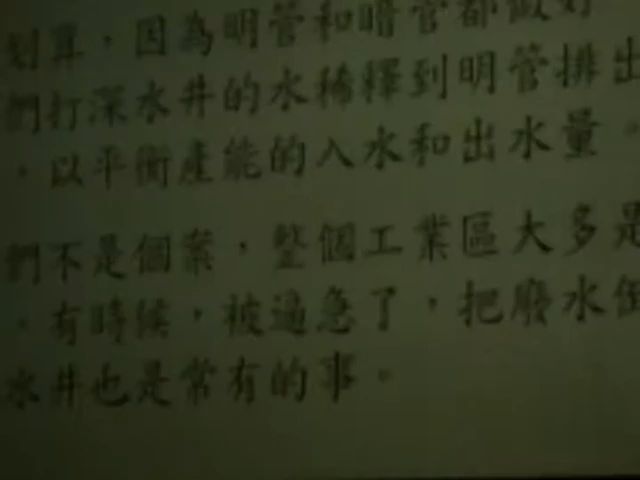 划算，因為明管和暗管都做好
們打深水井的水稀釋到明管排出
，以平衡產能的入水和出水量。
們不是個案，整個工業區大多是
。有時候，被逼急了，把廢水倒
水井也是常有的事。